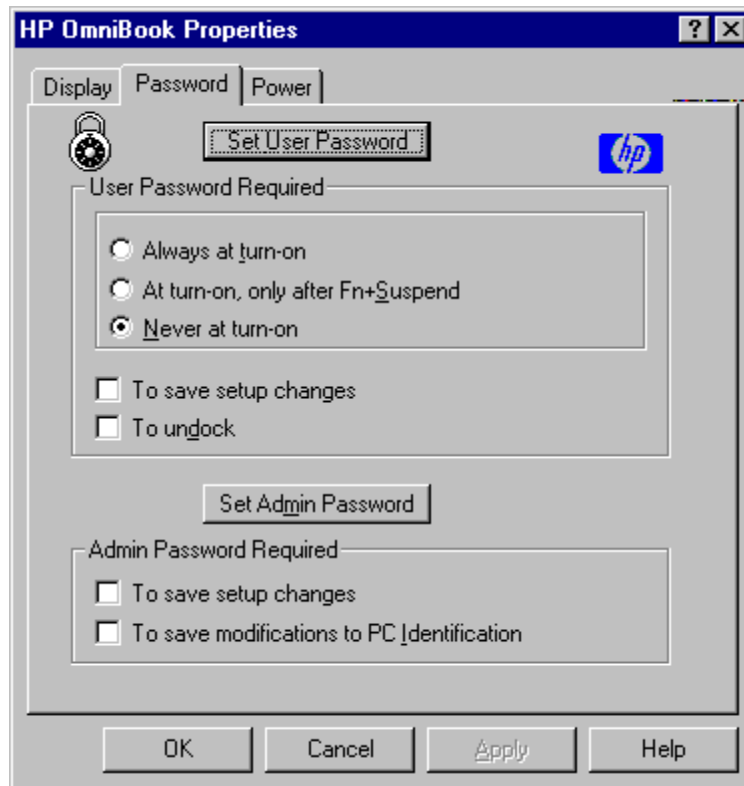 HP OmniBook Properties
Display Password Power
Set User Password
hp
User Password Required
Always at turn-on
At turn-on, only after Fn+Suspend
Never at turn-on
To save setup changes
To undock
Set Admin Password
Admin Password Required
To save setup changes
To save modifications to PC Identification
OK Cancel Apply Help